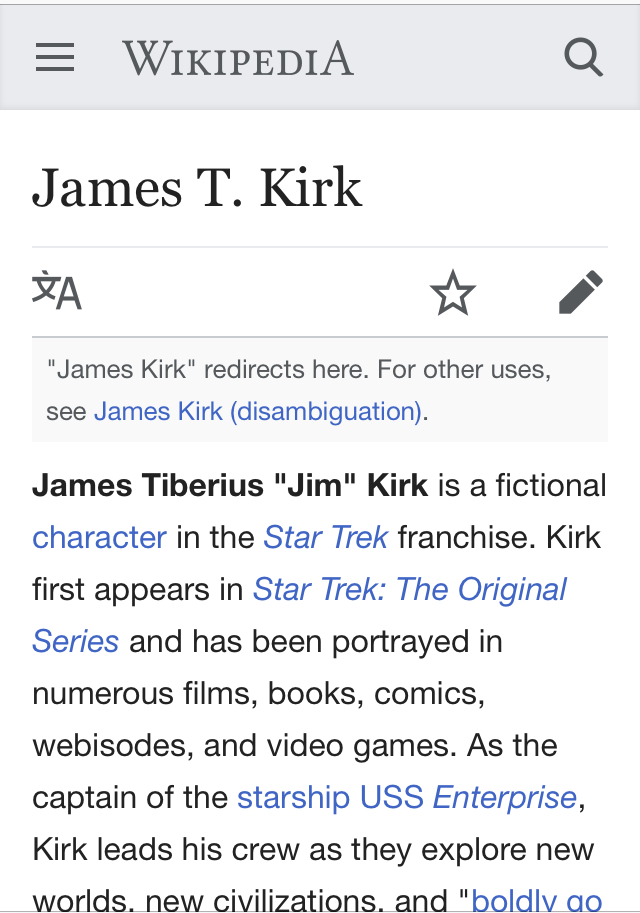 WIKIPEDIA
James T. Kirk
文A
"James Kirk" redirects here. For other uses,
see James Kirk (disambiguation).
James Tiberius "Jim" Kirk is a fictional
character in the Star Trek franchise. Kirk
first appears in Star Trek: The Original
Series and has been portrayed in
numerous films, books, comics,
webisodes, and video games. As the
captain of the starship USS Enterprise,
Kirk leads his crew as they explore new
worlds, new civilizations, and "boldly go